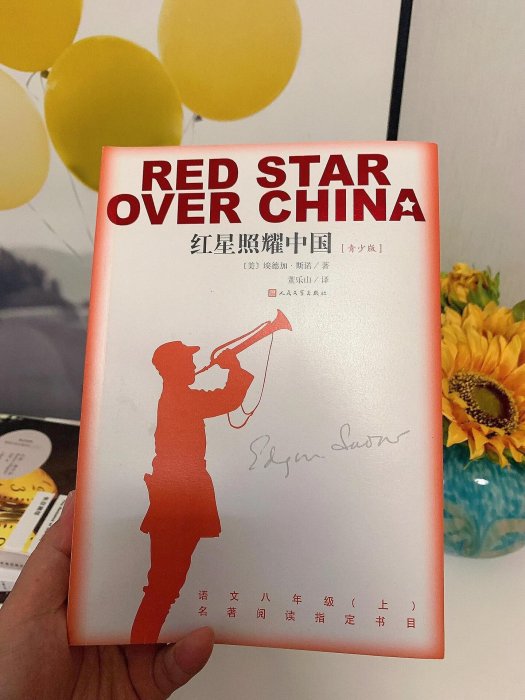 RED STAR
OVER CHINA
红星照耀中国 [青少版]
〔美〕埃德加·斯诺／著
董乐山／译
人民文学出版社
Edgar Snow
语文八年级(上)
名著阅读指定书目